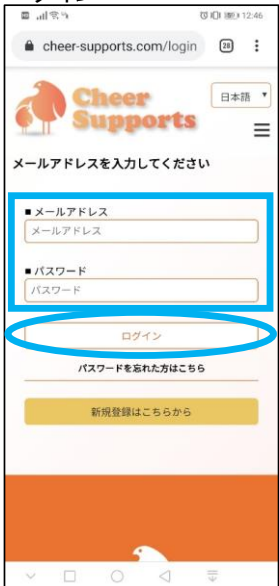 12:46
cheer-supports.com/login
28
Cheer
Supports
日本語
メールアドレスを入力してください
■ メールアドレス
メールアドレス
■ パスワード
パスワード
ログイン
パスワードを忘れた方はこちら
新規登録はこちらから